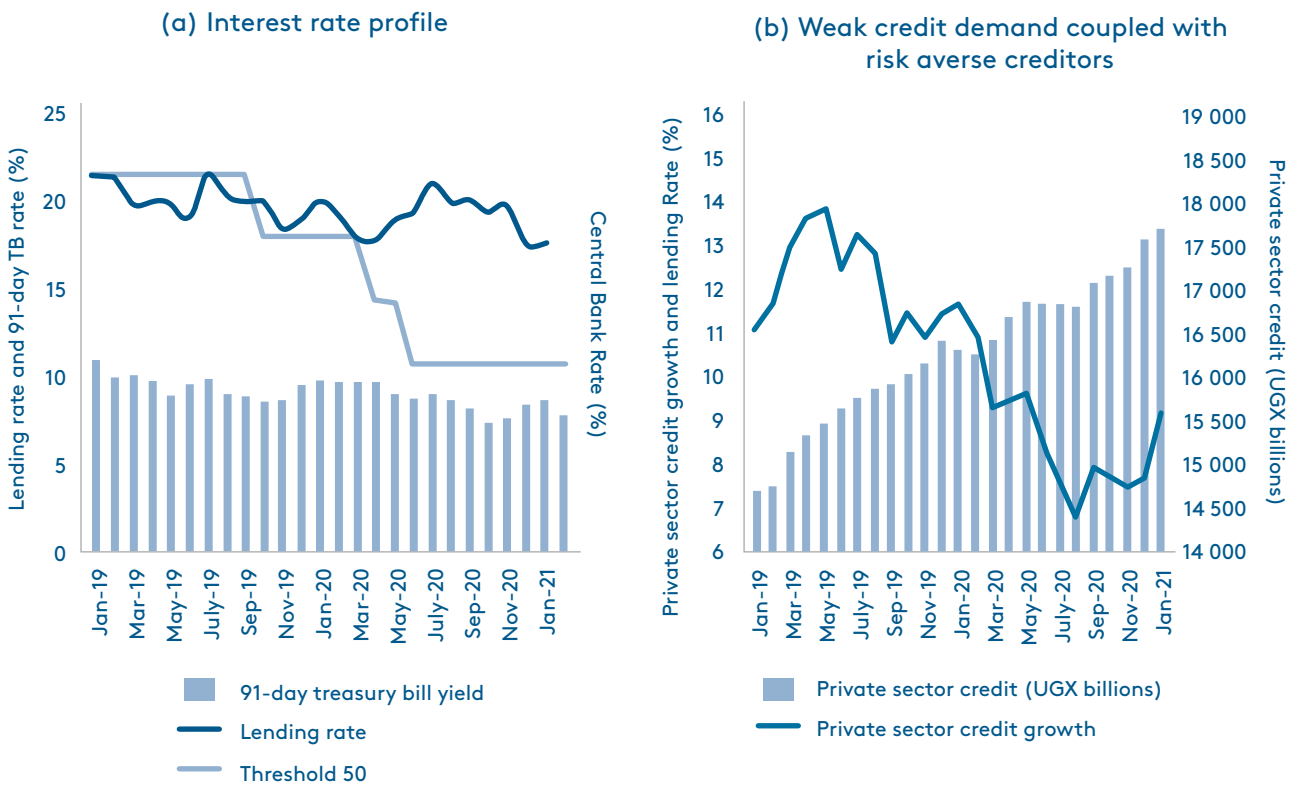 (a) Interest rate profile
Lending rate and 91-day TB rate (%)
25
20
15
10
5
0
Central Bank Rate (%)
Jan-19
Mar-19
May-19
July-19
Sep-19
Nov-19
Jan-20
Mar-20
May-20
July-20
Sep-20
Nov-20
Jan-21
91-day treasury bill yield
Lending rate
Threshold 50
(b) Weak credit demand coupled with
risk averse creditors
Private sector credit growth and lending Rate (%)
16
15
14
13
12
11
10
9
8
7
6
19 000
18 500
18 000
17 500
17 000
16 500
16 000
15 500
15 000
14 500
14 000
Private sector credit (UGX billions)
Jan-19
Mar-19
May-19
July-19
Sep-19
Nov-19
Jan-20
Mar-20
May-20
July-20
Sep-20
Nov-20
Jan-21
Private sector credit (UGX billions)
Private sector credit growth